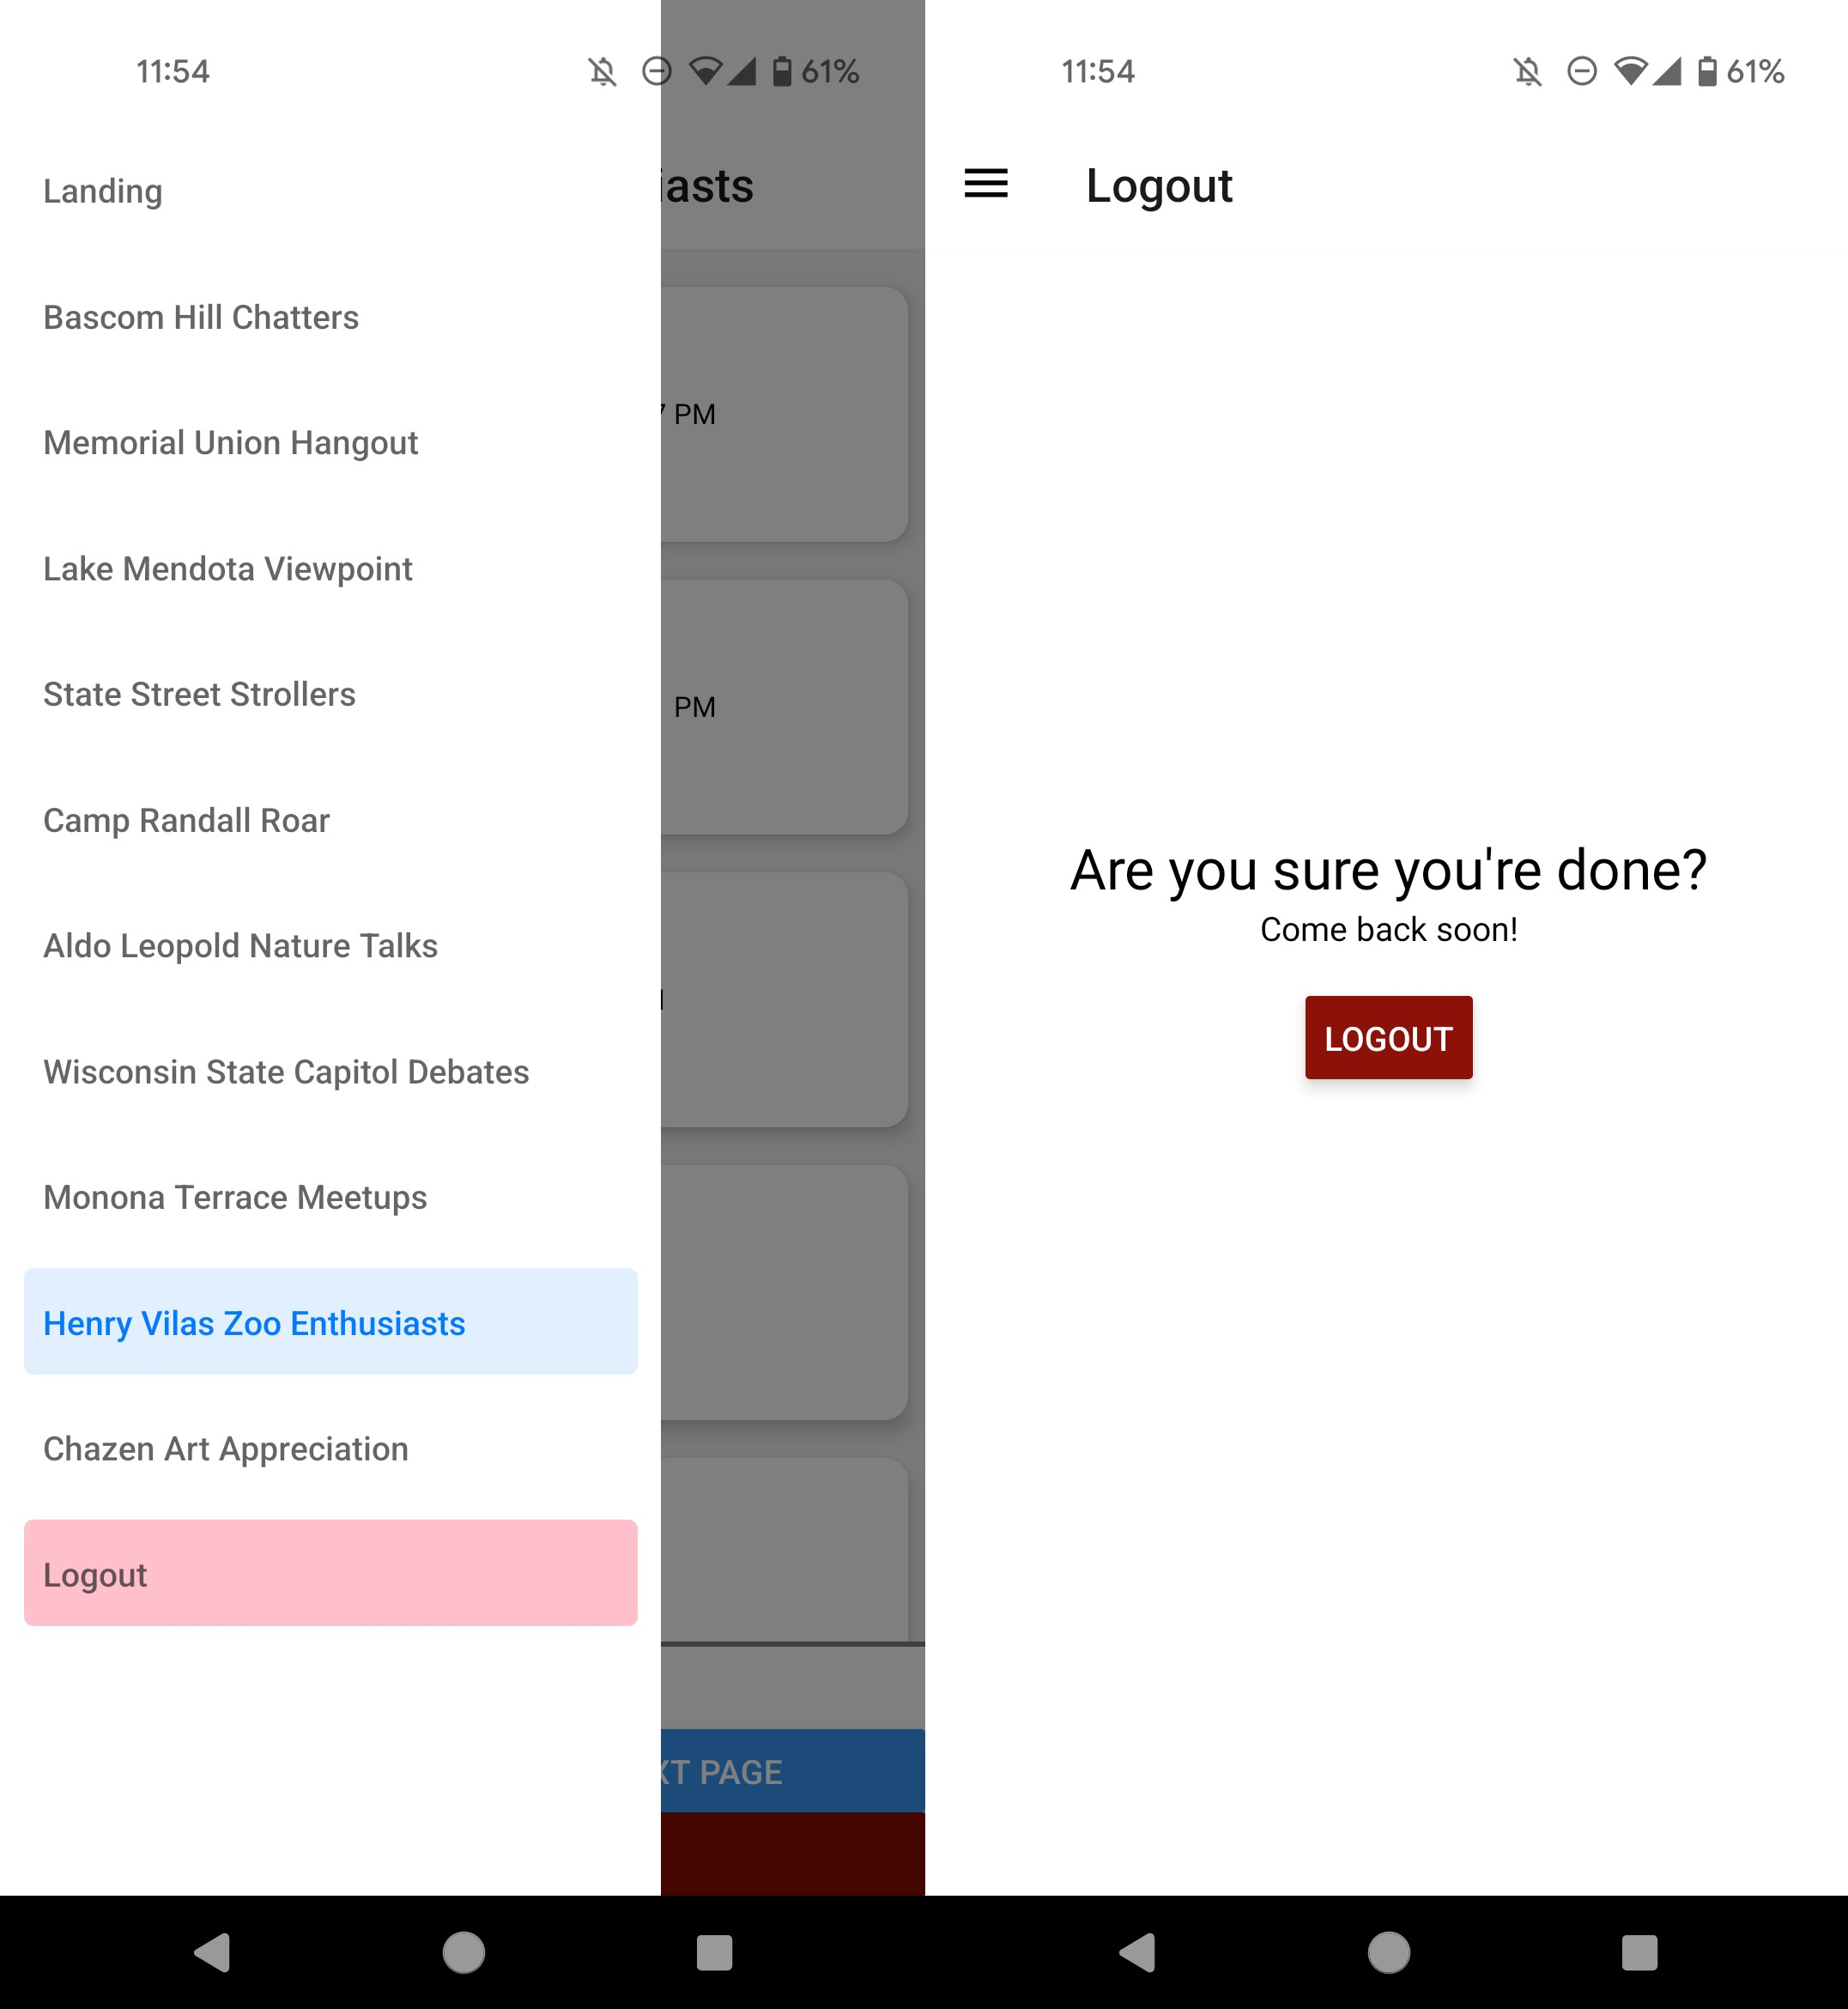 11:54
61%
Landing
iasts
Bascom Hill Chatters
PM
Memorial Union Hangout
Lake Mendota Viewpoint
State Street Strollers
PM
Camp Randall Roar
Aldo Leopold Nature Talks
Wisconsin State Capitol Debates
Monona Terrace Meetups
Henry Vilas Zoo Enthusiasts
Chazen Art Appreciation
Logout
XT PAGE
11:54
61%
Logout
Are you sure you're done?
Come back soon!
LOGOUT